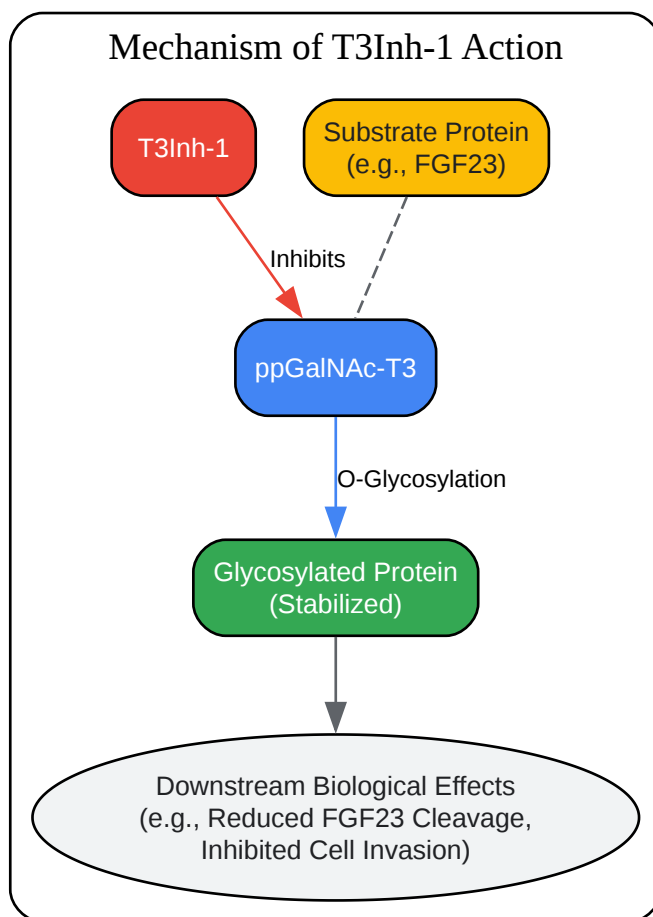 Mechanism of T3Inh-1 Action
T3Inh-1
Substrate Protein
(e.g., FGF23)
Inhibits
ppGalNAc-T3
O-Glycosylation
Glycosylated Protein
(Stabilized)
Downstream Biological Effects
(e.g., Reduced FGF23 Cleavage,
Inhibited Cell Invasion)